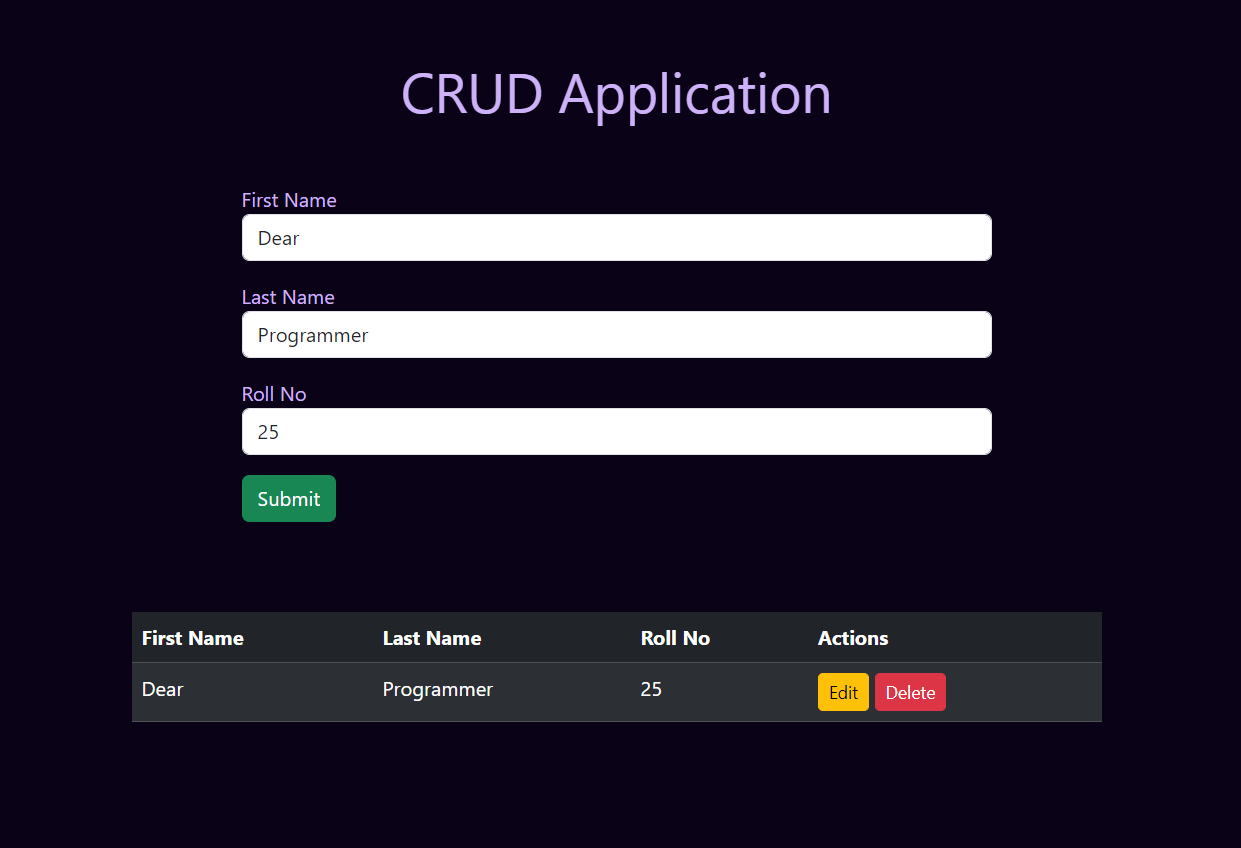 CRUD Application
First Name
Dear
Last Name
Programmer
Roll No
25
Submit
First Name Last Name Roll No Actions
Dear Programmer 25 Edit Delete